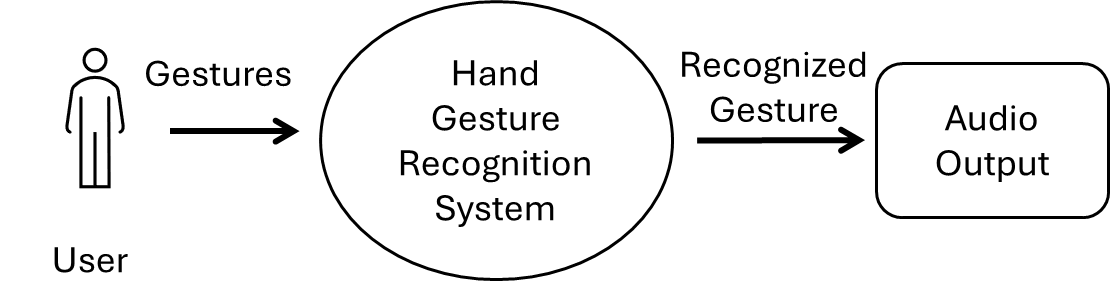 Gestures
User
Hand
Gesture
Recognition
System
Recognized
Gesture
Audio
Output